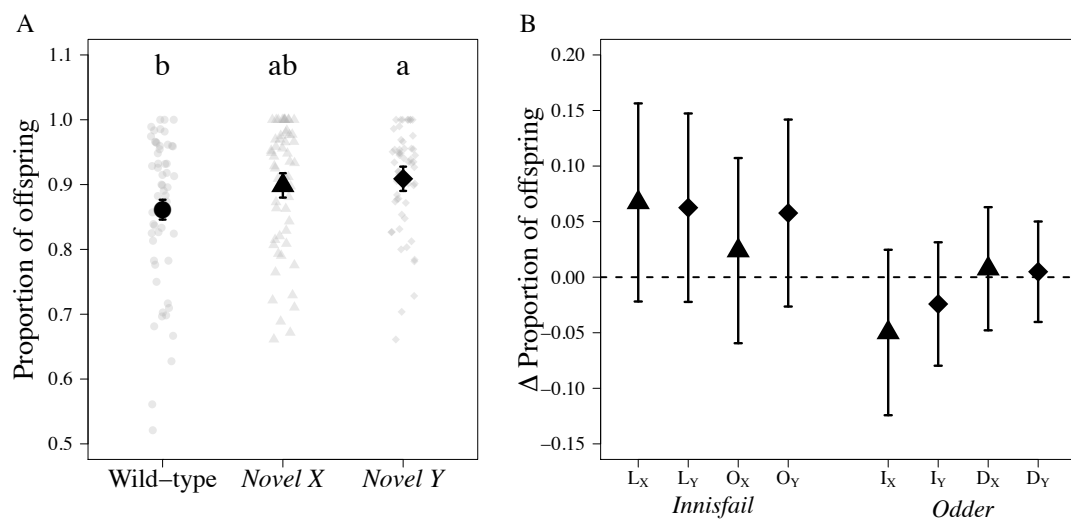 A
Proportion of offspring
1.1
1.0
0.9
0.8
0.7
0.6
0.5
b
ab
a
Wild–type
Novel X
Novel Y
B
Δ Proportion of offspring
0.20
0.15
0.10
0.05
0.00
–0.05
–0.10
–0.15
LX LY OX OY IX IY DX DY
Innisfail Odder